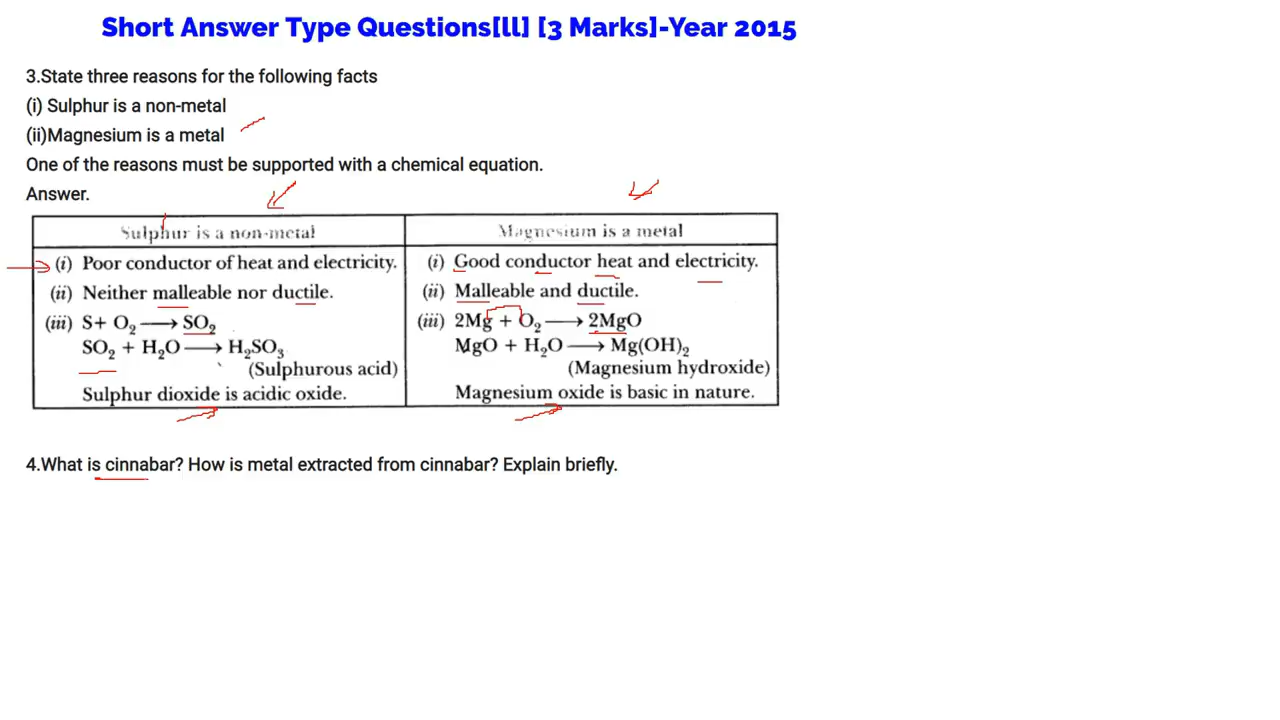 Short Answer Type Questions[ll] [3 Marks]-Year 2015
3.State three reasons for the following facts
(i) Sulphur is a non-metal
(ii)Magnesium is a metal
One of the reasons must be supported with a chemical equation.
Answer.
Sulphur is a non-metal
Magnesium is a metal
(i) Poor conductor of heat and electricity.
(i) Good conductor heat and electricity.
(ii) Neither malleable nor ductile.
(ii) Malleable and ductile.
(iii) S+ O₂ ⟶ SO₂
(iii) 2Mg + O₂ ⟶ 2MgO
SO₂ + H₂O ⟶ H₂SO₃
MgO + H₂O ⟶ Mg(OH)₂
(Sulphurous acid)
(Magnesium hydroxide)
Sulphur dioxide is acidic oxide.
Magnesium oxide is basic in nature.
4.What is cinnabar? How is metal extracted from cinnabar? Explain briefly.